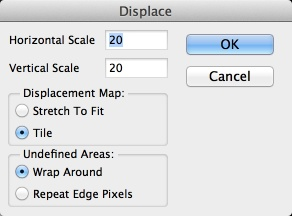 Displace
Horizontal Scale 20 OK
Vertical Scale 20 Cancel
Displacement Map:
Stretch To Fit
Tile
Undefined Areas:
Wrap Around
Repeat Edge Pixels